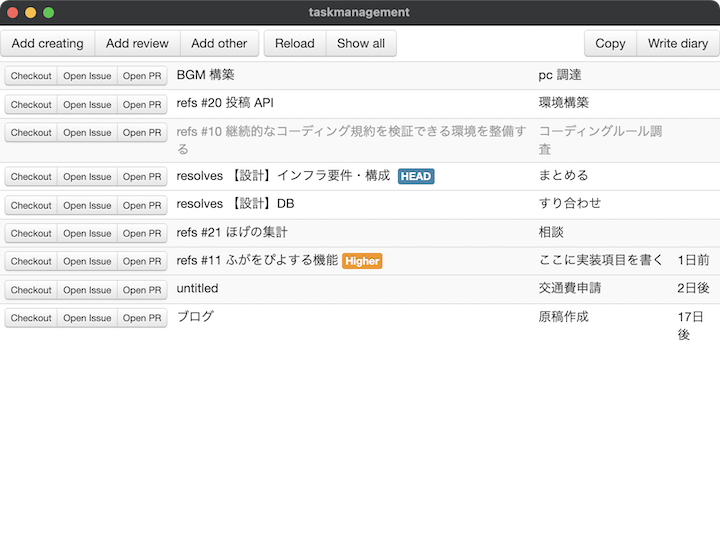 taskmanagement
Add creating Add review Add other Reload Show all Copy Write diary
Checkout Open Issue Open PR BGM 構築 pc 調達
Checkout Open Issue Open PR refs #20 投稿 API 環境構築
Checkout Open Issue Open PR refs #10 継続的なコーディング規約を検証できる環境を整備す コーディングルール調
る 査
Checkout Open Issue Open PR resolves 【設計】インフラ要件・構成 HEAD まとめる
Checkout Open Issue Open PR resolves 【設計】DB すり合わせ
Checkout Open Issue Open PR refs #21 ほげの集計 相談
Checkout Open Issue Open PR refs #11 ふがをぴよする機能 Higher ここに実装項目を書く 1日前
Checkout Open Issue Open PR untitled 交通費申請 2日後
Checkout Open Issue Open PR ブログ 原稿作成 17日
後